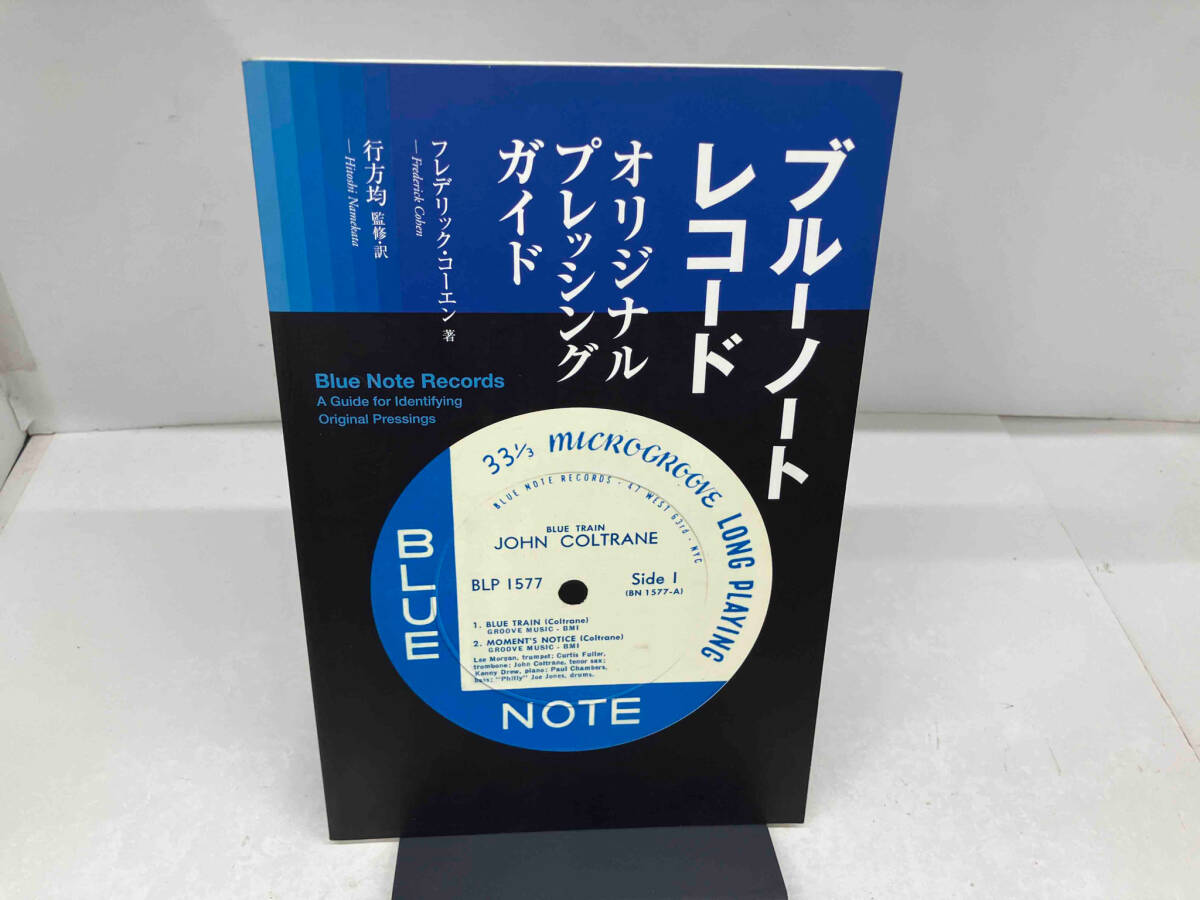 ブルーノート
レコード
オリジナル
プレッシング
ガイド
フレデリック・コーエン 著
— Frederick Cohen
行方均 監修・訳
— Hitoshi Namekata
Blue Note Records
A Guide for Identifying
Original Pressings
33 1/3 MICROGROOVE LONG PLAYING
BLUE NOTE RECORDS · 47 WEST 63rd · NYC
BLUE TRAIN
JOHN COLTRANE
BLP 1577
Side 1
(BN 1577-A)
1. BLUE TRAIN (Coltrane)
GROOVE MUSIC - BMI
2. MOMENT'S NOTICE (Coltrane)
GROOVE MUSIC - BMI
Lee Morgan, trumpet; Curtis Fuller,
trombone; John Coltrane, tenor sax;
Kenny Drew, piano; Paul Chambers,
bass; "Philly" Joe Jones, drums.
BLUE
NOTE